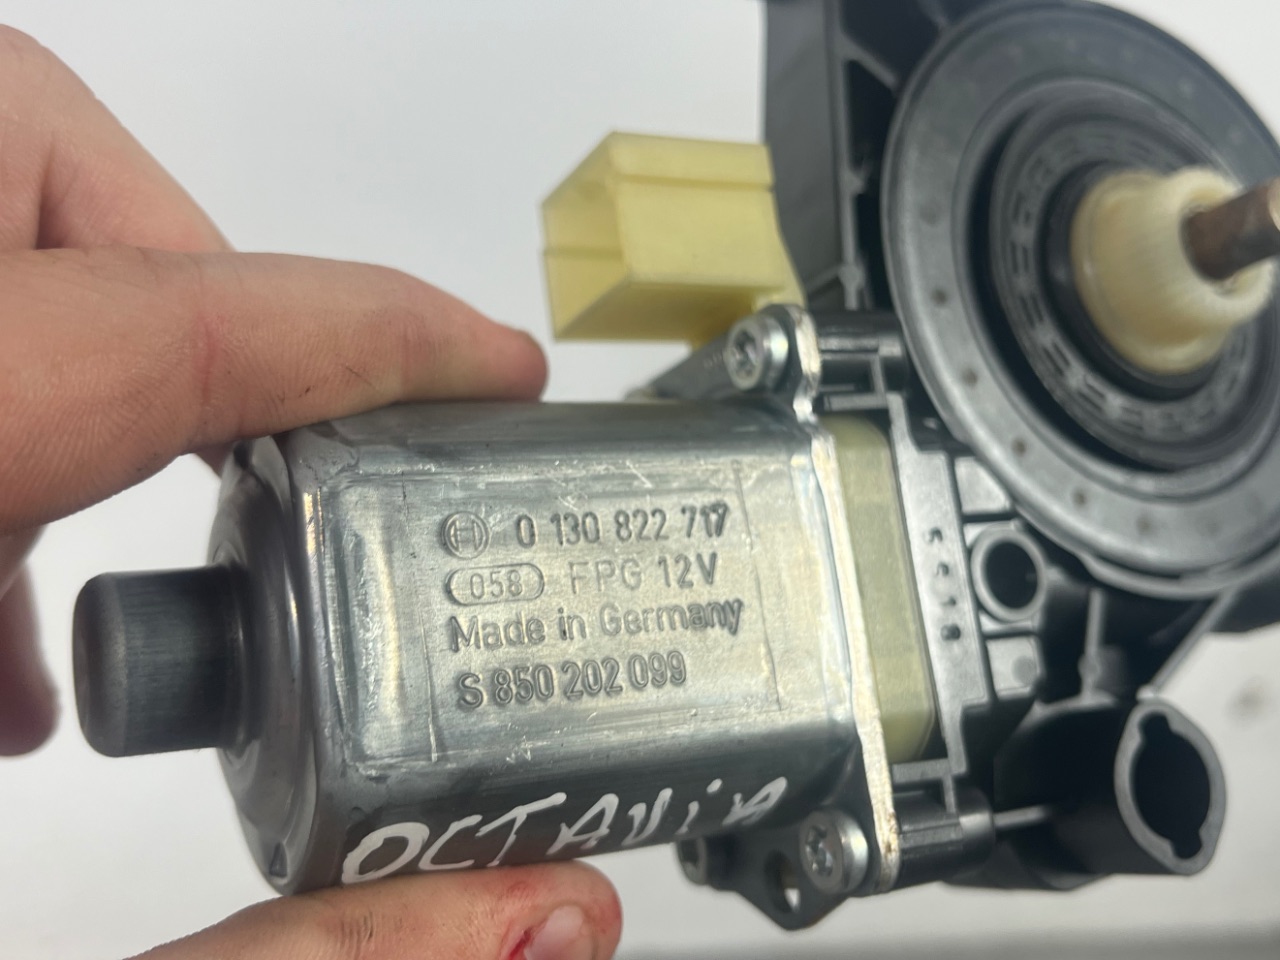 0 130 822 717
058 FPG 12V
Made in Germany
S 850 202 099
OCTAViA